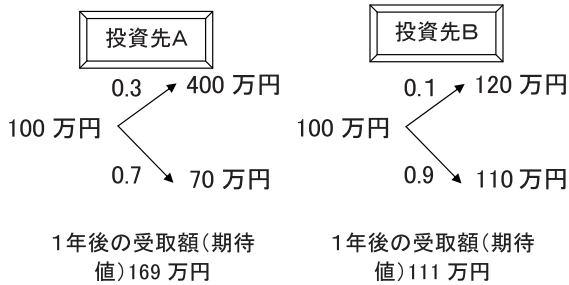 投資先A
0.3
400 万円
100 万円
0.7
70 万円
1年後の受取額（期待
値）169 万円
投資先B
0.1
120 万円
100 万円
0.9
110 万円
1年後の受取額（期待
値）111 万円